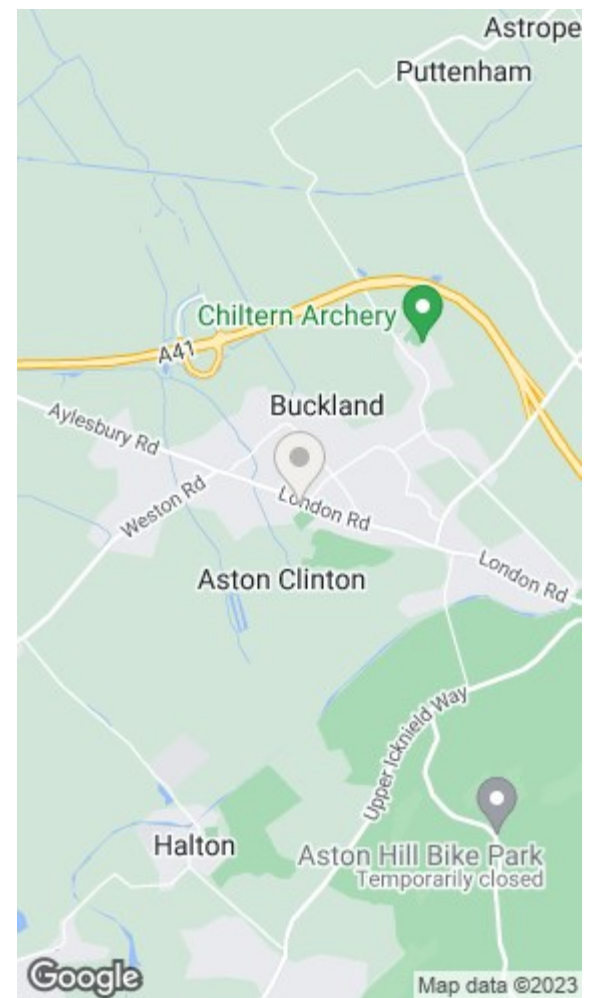 Astrope
Puttenham
Chiltern Archery
A41
Buckland
Aylesbury Rd
London Rd
Weston Rd
London Rd
Aston Clinton
Upper Icknield Way
Halton
Aston Hill Bike Park
Temporarily closed
Google
Map data ©2023